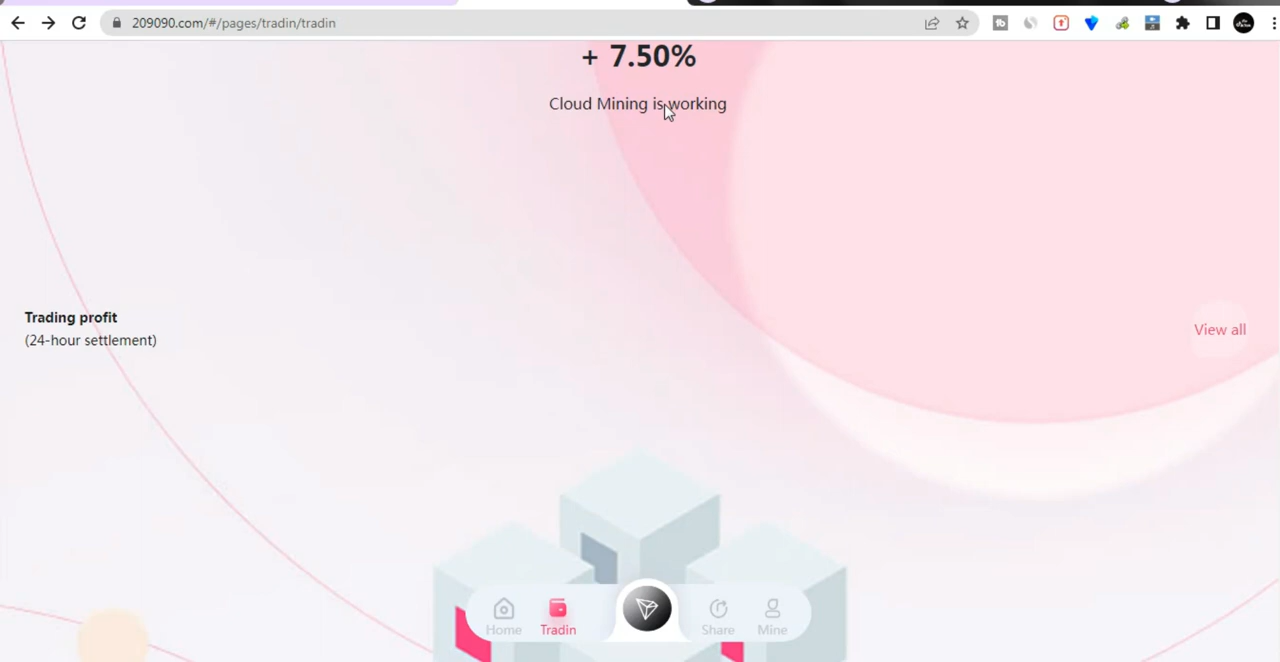 209090.com/#/pages/tradin/tradin
+ 7.50%
Cloud Mining is working
Trading profit
(24-hour settlement)
View all
Home
Tradin
Share
Mine